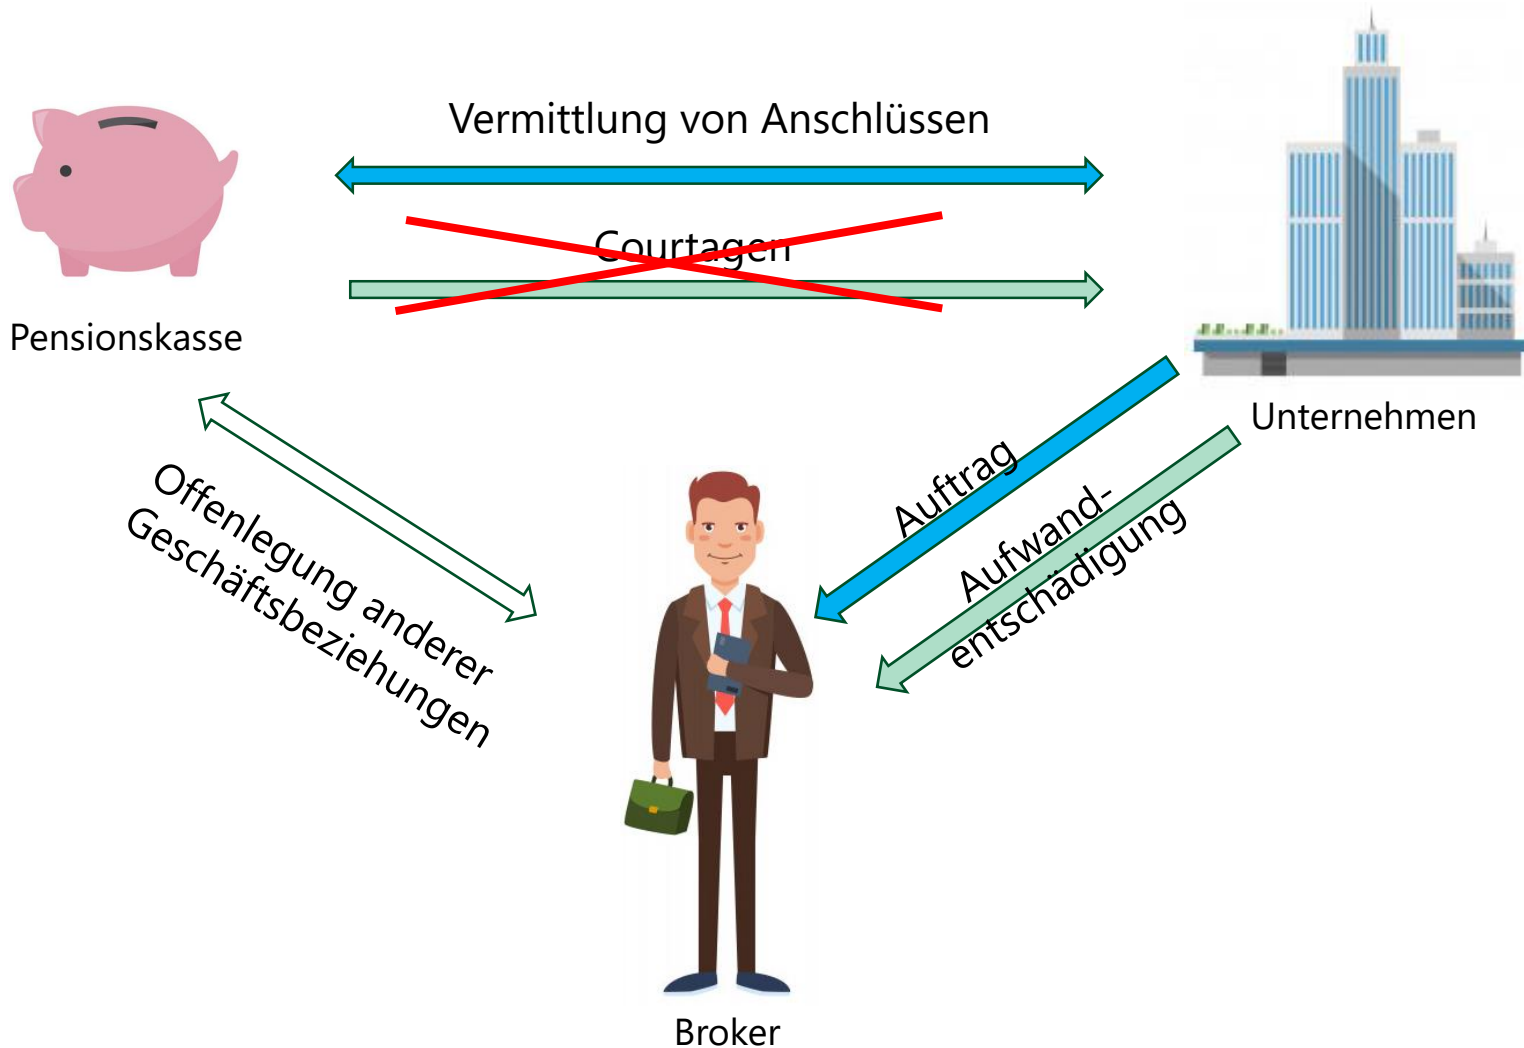 Vermittlung von Anschlüssen
Courtagen
Pensionskasse
Unternehmen
Auftrag
Aufwand-
entschädigung
Offenlegung anderer
Geschäftsbeziehungen
Broker